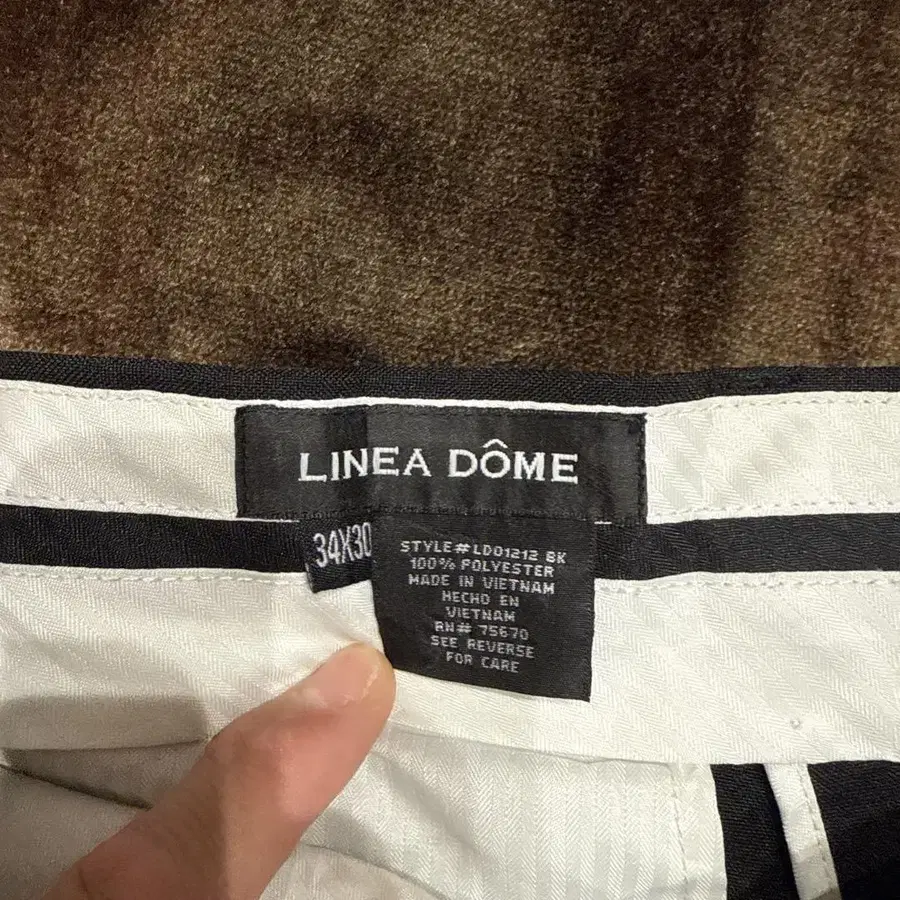 LINEA DÔME
34X30
STYLE# LD01212 BK
100% POLYESTER
MADE IN VIETNAM
HECHO EN
VIETNAM
RN# 75670
SEE REVERSE
FOR CARE